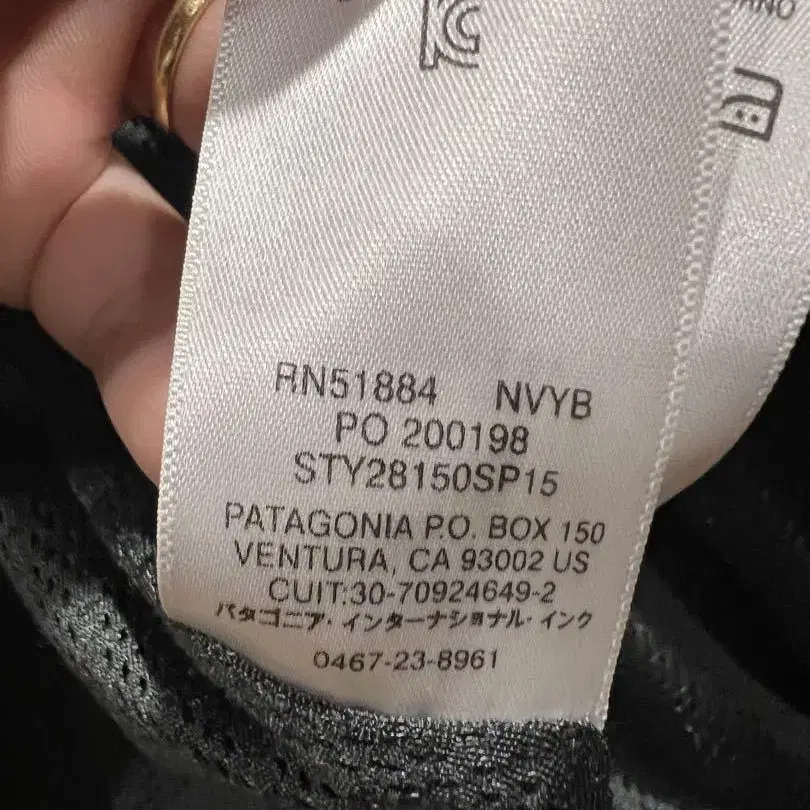 RN51884 NVYB
PO 200198
STY28150SP15
PATAGONIA P.O. BOX 150
VENTURA, CA 93002 US
CUIT:30-70924649-2
パタゴニア・インターナショナル・インク
0467-23-8961